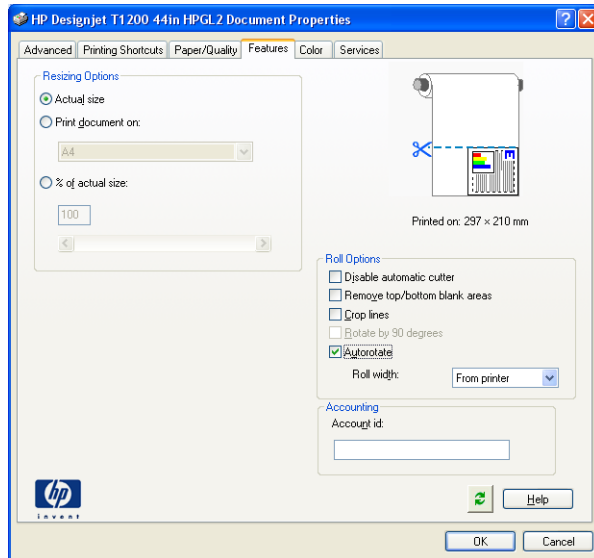 HP Designjet T1200 44in HPGL2 Document Properties
Advanced Printing Shortcuts Paper/Quality Features Color Services
Resizing Options
Actual size
Print document on:
A4
% of actual size:
100
Printed on: 297 × 210 mm
Roll Options
Disable automatic cutter
Remove top/bottom blank areas
Crop lines
Rotate by 90 degrees
Autorotate
Roll width: From printer
Accounting
Account id:
hp
invent
Help
OK Cancel